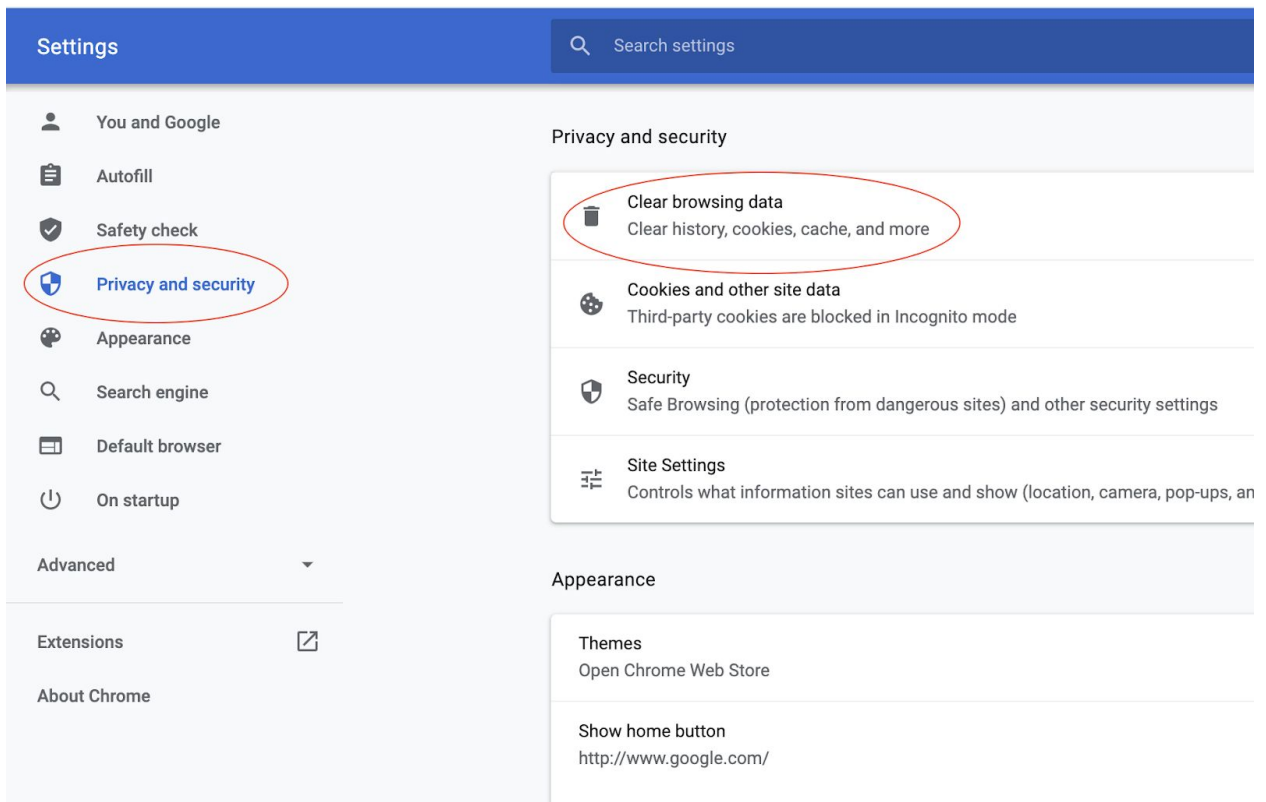 Settings
Search settings
You and Google
Autofill
Safety check
Privacy and security
Appearance
Search engine
Default browser
On startup
Advanced
Extensions
About Chrome
Privacy and security
Clear browsing data
Clear history, cookies, cache, and more
Cookies and other site data
Third-party cookies are blocked in Incognito mode
Security
Safe Browsing (protection from dangerous sites) and other security settings
Site Settings
Controls what information sites can use and show (location, camera, pop-ups, an
Appearance
Themes
Open Chrome Web Store
Show home button
http://www.google.com/